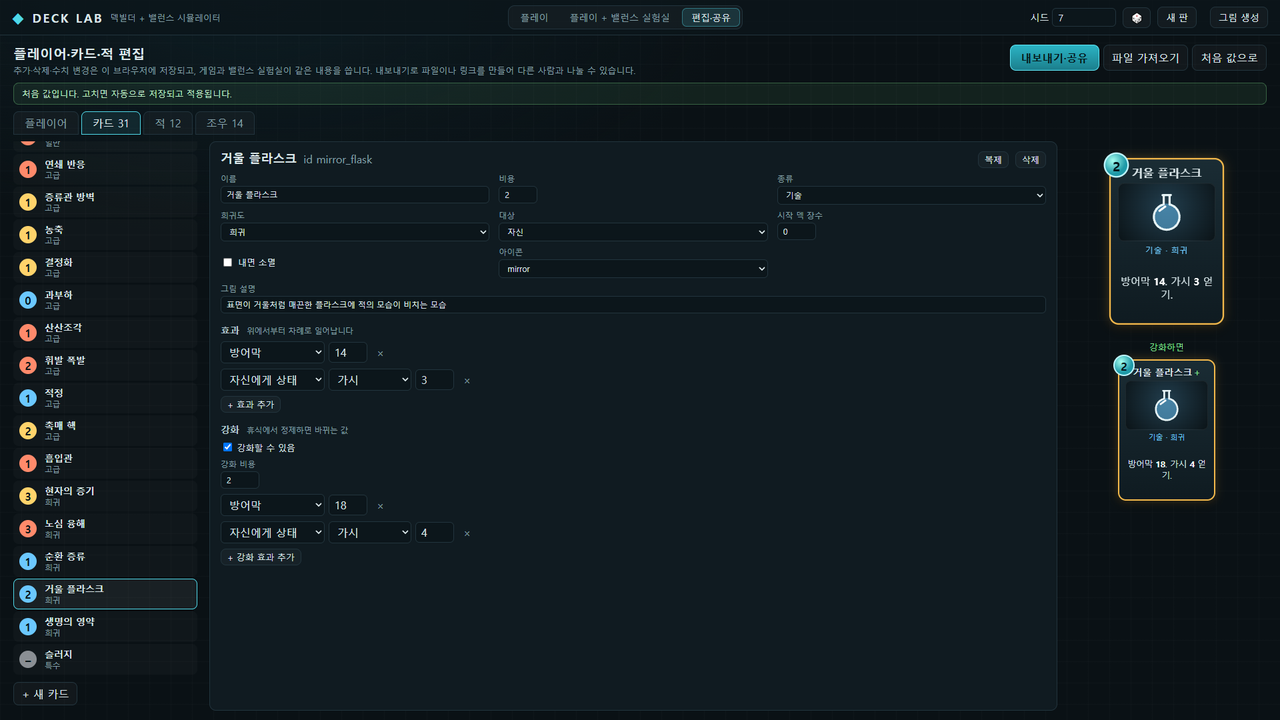 DECK LAB 덱빌더 + 밸런스 시뮬레이터
플레이 플레이 + 밸런스 실험실 편집·공유
시드 7 새 판 그림 생성
플레이어·카드·적 편집
추가·삭제·수치 변경은 이 브라우저에 저장되고, 게임과 밸런스 실험실이 같은 내용을 씁니다. 내보내기로 파일이나 링크를 만들어 다른 사람과 나눌 수 있습니다.
내보내기·공유 파일 가져오기 처음 값으로
처음 값입니다. 고치면 자동으로 저장되고 적용됩니다.
플레이어 카드 31 적 12 조우 14
일반
1 연쇄 반응
고급
1 증류관 방벽
고급
1 농축
고급
1 결정화
고급
0 과부하
고급
1 산산조각
고급
2 휘발 폭발
고급
1 적정
고급
2 촉매 핵
고급
1 흡입관
고급
3 현자의 증기
희귀
3 노심 융해
희귀
1 순환 증류
희귀
2 거울 플라스크
희귀
1 생명의 영약
희귀
– 슬러지
특수
+ 새 카드
거울 플라스크 id mirror_flask
복제 삭제
이름 비용 종류
거울 플라스크 2 기술
희귀도 대상 시작 덱 장수
희귀 자신 0
내면 소멸
아이콘
mirror
그림 설명
표면이 거울처럼 매끈한 플라스크에 적의 모습이 비치는 모습
효과 위에서부터 차례로 일어납니다
방어막 14 ×
자신에게 상태 가시 3 ×
+ 효과 추가
강화 휴식에서 정제하면 바뀌는 값
강화할 수 있음
강화 비용
2
방어막 18 ×
자신에게 상태 가시 4 ×
+ 강화 효과 추가
2
거울 플라스크
기술 · 희귀
방어막 14. 가시 3 얻
기.
강화하면
2
거울 플라스크 +
기술 · 희귀
방어막 18. 가시 4 얻
기.